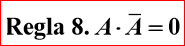 Regla 8. A · A̅ = 0